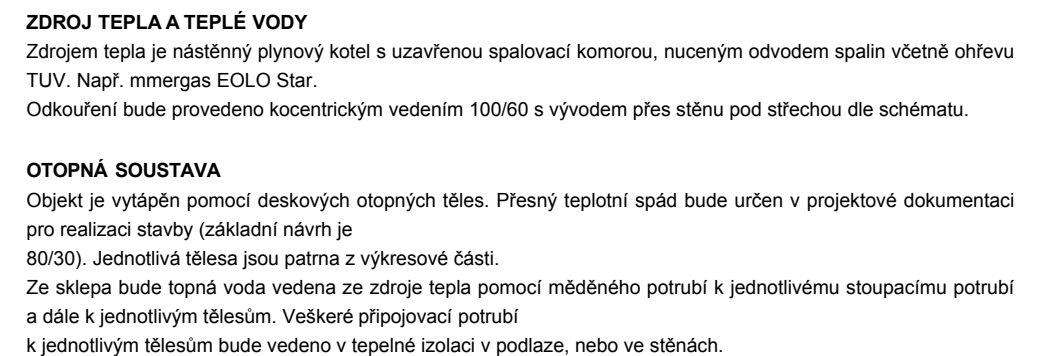 ZDROJ TEPLA A TEPLÉ VODY
Zdrojem tepla je nástěnný plynový kotel s uzavřenou spalovací komorou, nuceným odvodem spalin včetně ohřevu
TUV. Např. mmergas EOLO Star.
Odkouření bude provedeno kocentrickým vedením 100/60 s vývodem přes stěnu pod střechou dle schématu.
OTOPNÁ SOUSTAVA
Objekt je vytápěn pomocí deskových otopných těles. Přesný teplotní spád bude určen v projektové dokumentaci
pro realizaci stavby (základní návrh je
80/30). Jednotlivá tělesa jsou patrna z výkresové části.
Ze sklepa bude topná voda vedena ze zdroje tepla pomocí měděného potrubí k jednotlivému stoupacímu potrubí
a dále k jednotlivým tělesům. Veškeré připojovací potrubí
k jednotlivým tělesům bude vedeno v tepelné izolaci v podlaze, nebo ve stěnách.